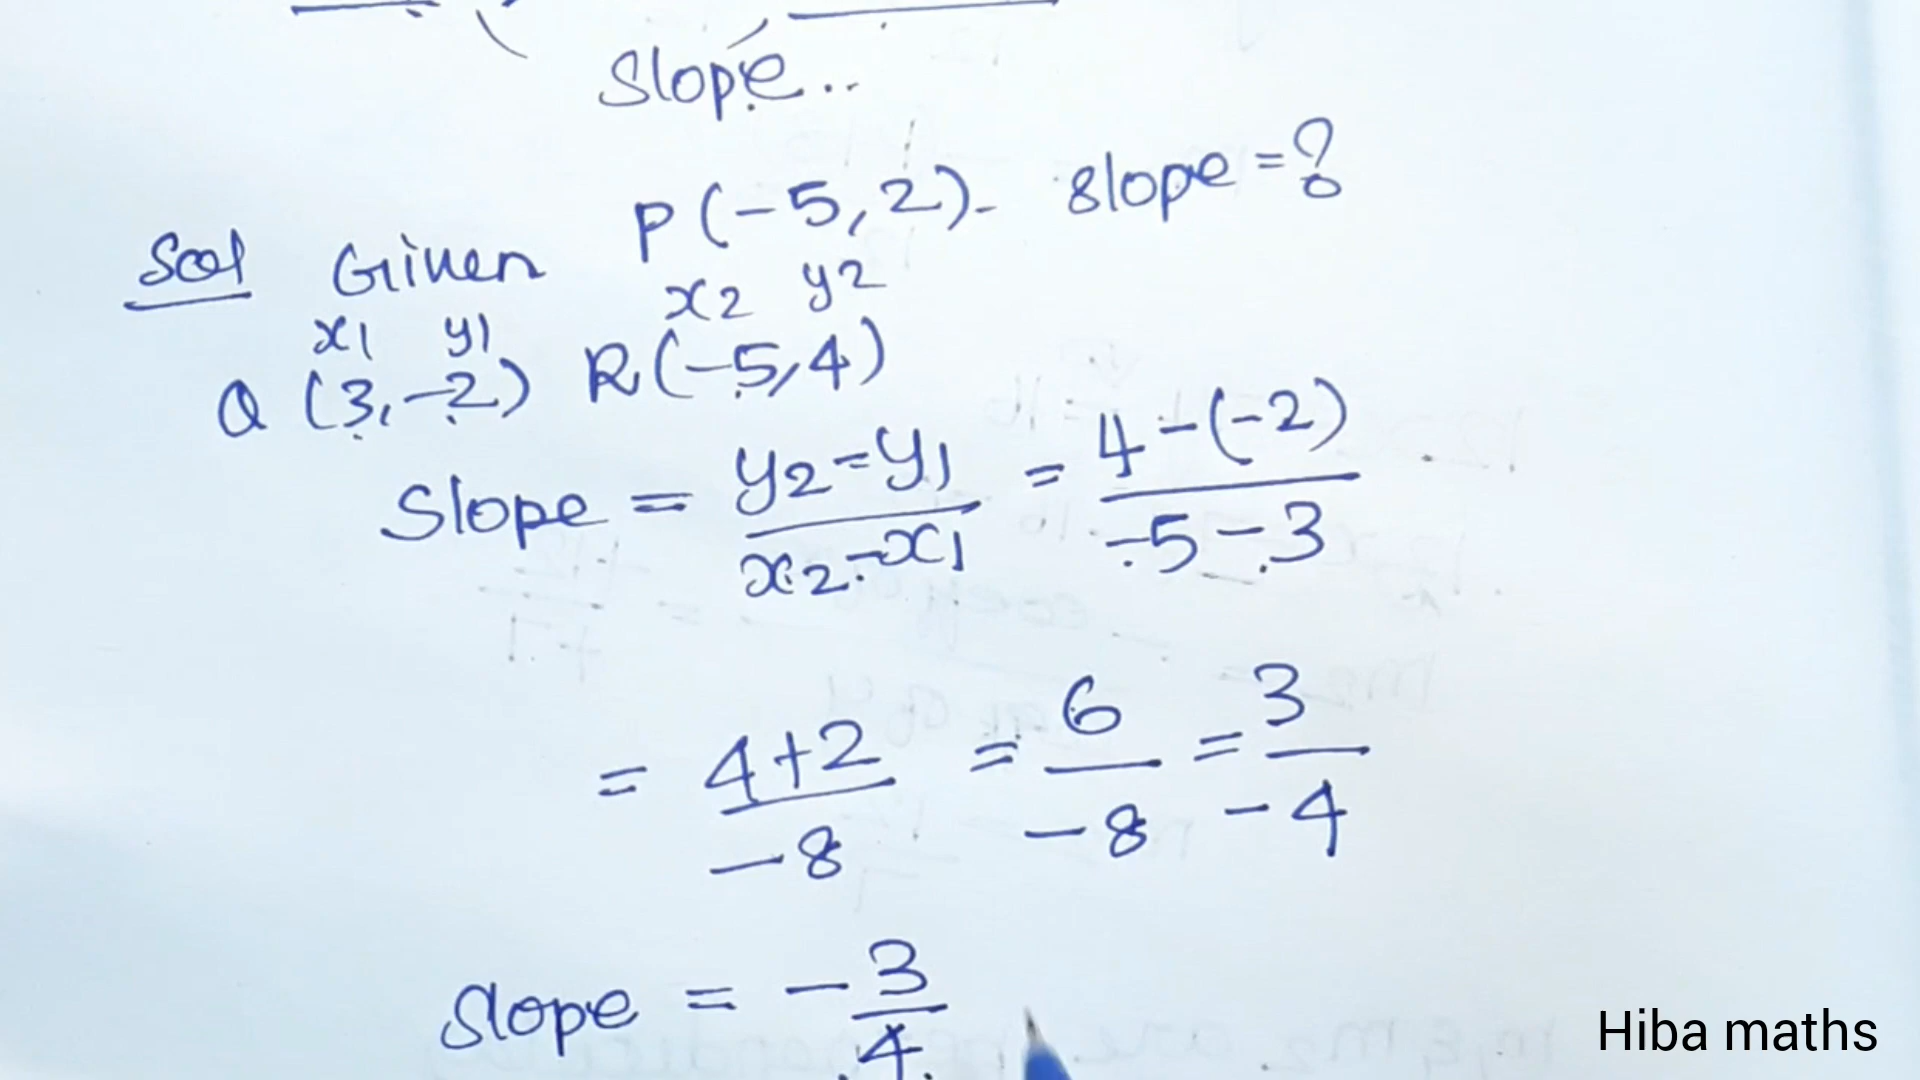 Slope..
P(-5,2)- slope=?
Sol Given
x1 y1 x2 y2
Q (3,-2) R(-5,4)
Slope = y2-y1/x2-x1 = 4-(-2)/-5-3
= 4+2/-8 = 6/-8 = 3/-4
Slope = -3/4
Hiba maths